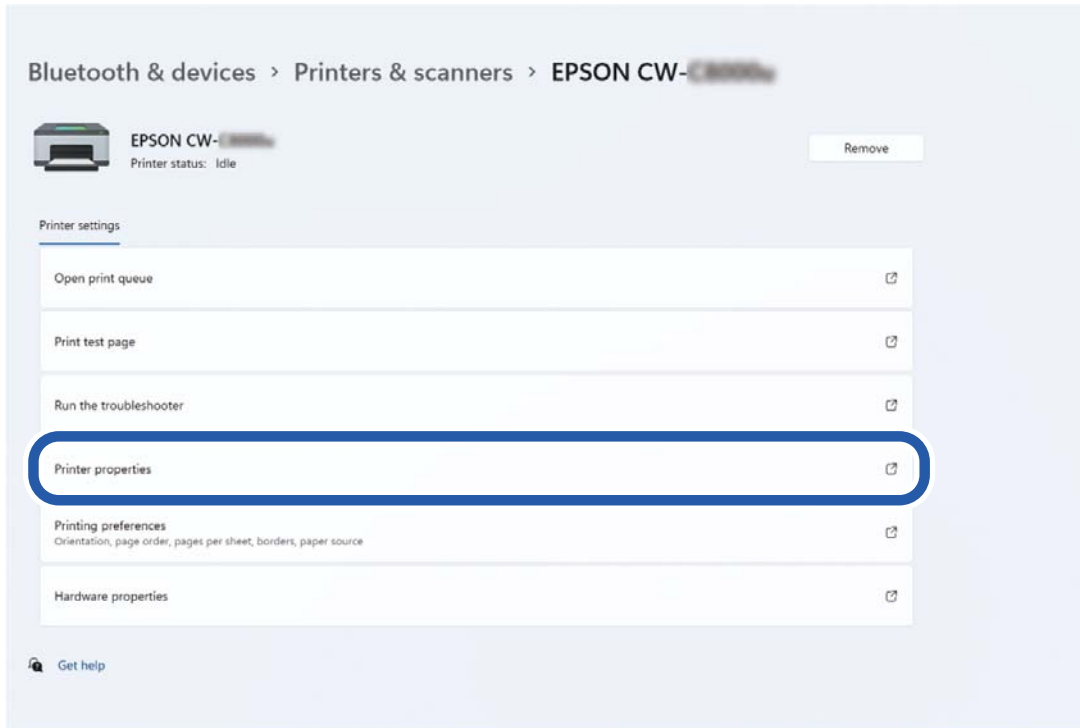 Bluetooth & devices > Printers & scanners > EPSON CW-
EPSON CW-
Printer status: Idle
Remove
Printer settings
Open print queue
Print test page
Run the troubleshooter
Printer properties
Printing preferences
Orientation, page order, pages per sheet, borders, paper source
Hardware properties
Get help